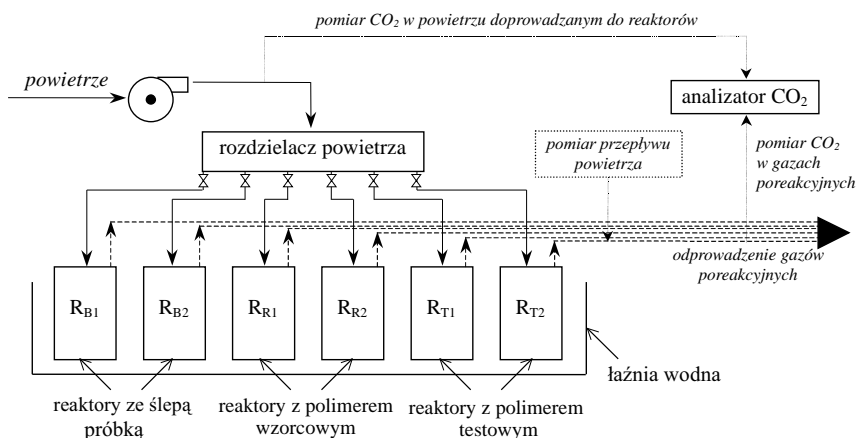 pomiar CO₂ w powietrzu doprowadzanym do reaktorów
powietrze
analizator CO₂
rozdzielacz powietrza
pomiar przepływu
powietrza
pomiar CO₂
w gazach
poreakcyjnych
odprowadzenie gazów
poreakcyjnych
R_B1 R_B2 R_R1 R_R2 R_T1 R_T2
łaźnia wodna
reaktory ze ślepą
próbką
reaktory z polimerem
wzorcowym
reaktory z polimerem
testowym